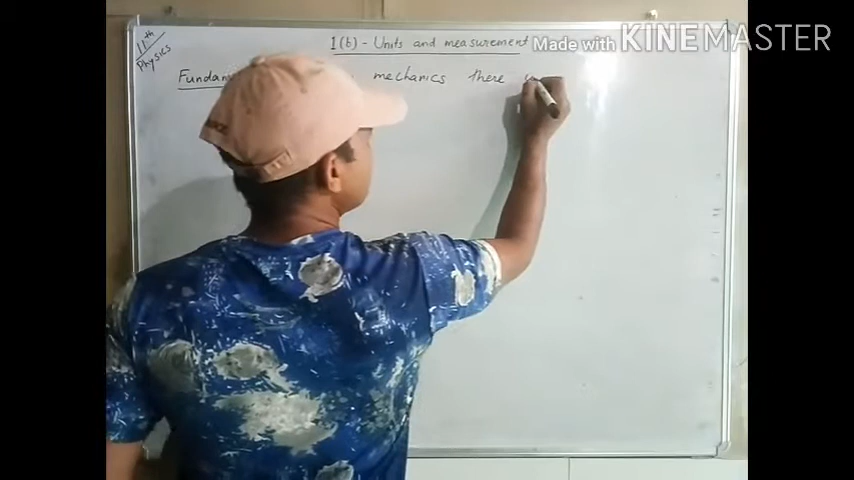 11th
Physics
1(b) - Units and measurement
Made with KINEMASTER
mechanics there